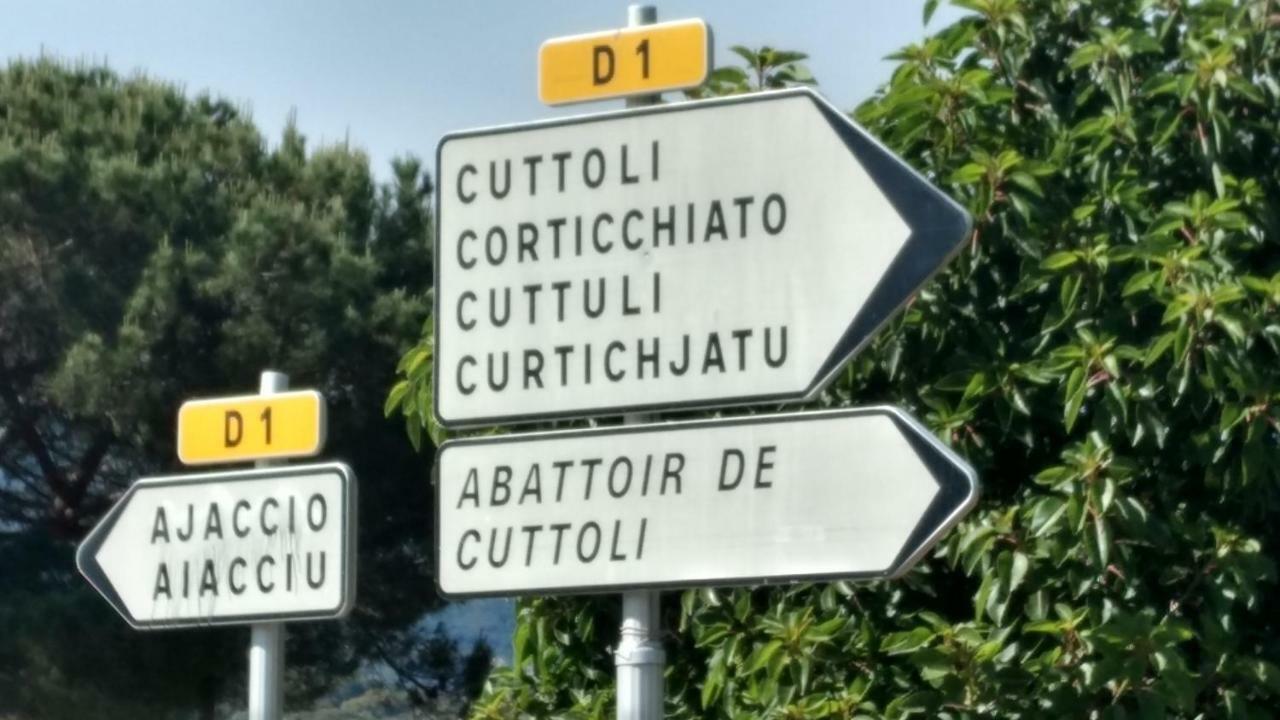 D 1
CUTTOLI
CORTICCHIATO
CUTTULI
CURTICHJATU
ABATTOIR DE
CUTTOLI
D 1
AJACCIO
AIACCIU